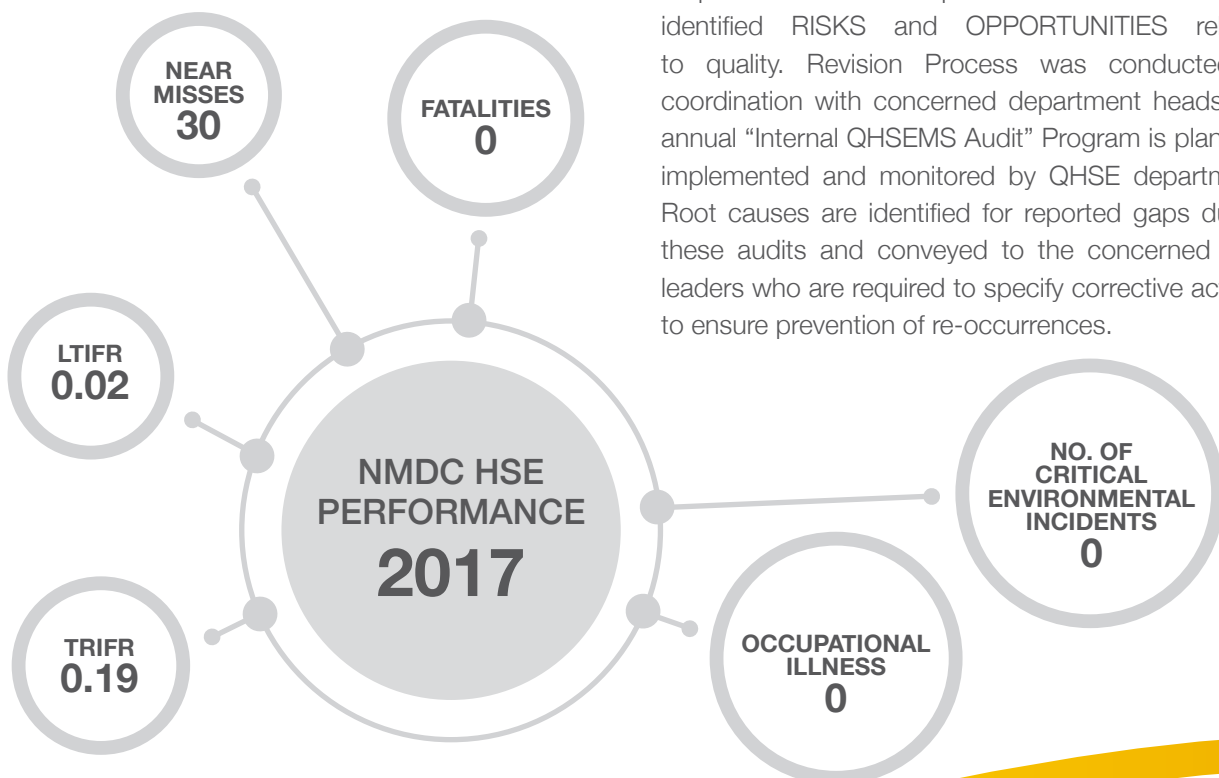 identified RISKS and OPPORTUNITIES
to quality. Revision Process was conducted
coordination with concerned department heads
annual “Internal QHSEMS Audit” Program is
implemented and monitored by QHSE
Root causes are identified for reported gaps
these audits and conveyed to the concerned
leaders who are required to specify corrective
to ensure prevention of re-occurrences.
NEAR
MISSES
30
FATALITIES
0
LTIFR
0.02
NMDC HSE
PERFORMANCE
2017
NO. OF
CRITICAL
ENVIRONMENTAL
INCIDENTS
0
TRIFR
0.19
OCCUPATIONAL
ILLNESS
0